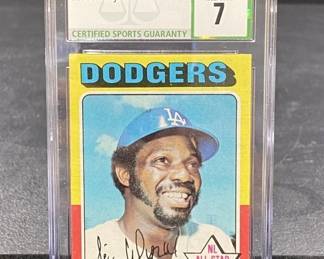 7
CERTIFIED SPORTS GUARANTY
DODGERS
LA
NL
ALL STAR